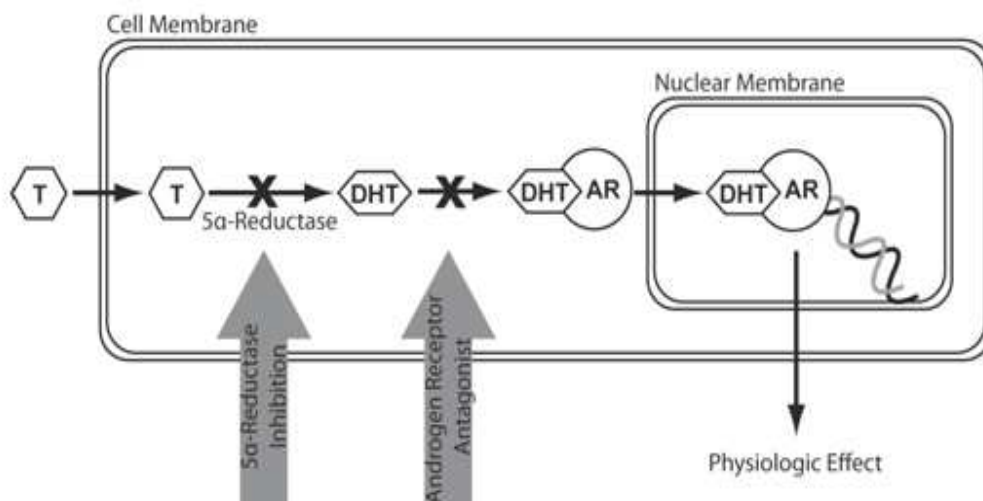 Cell Membrane
Nuclear Membrane
T
T
DHT
DHT
AR
DHT
AR
5α-Reductase
5α-Reductase
Inhibition
Androgen Receptor
Antagonist
Physiologic Effect